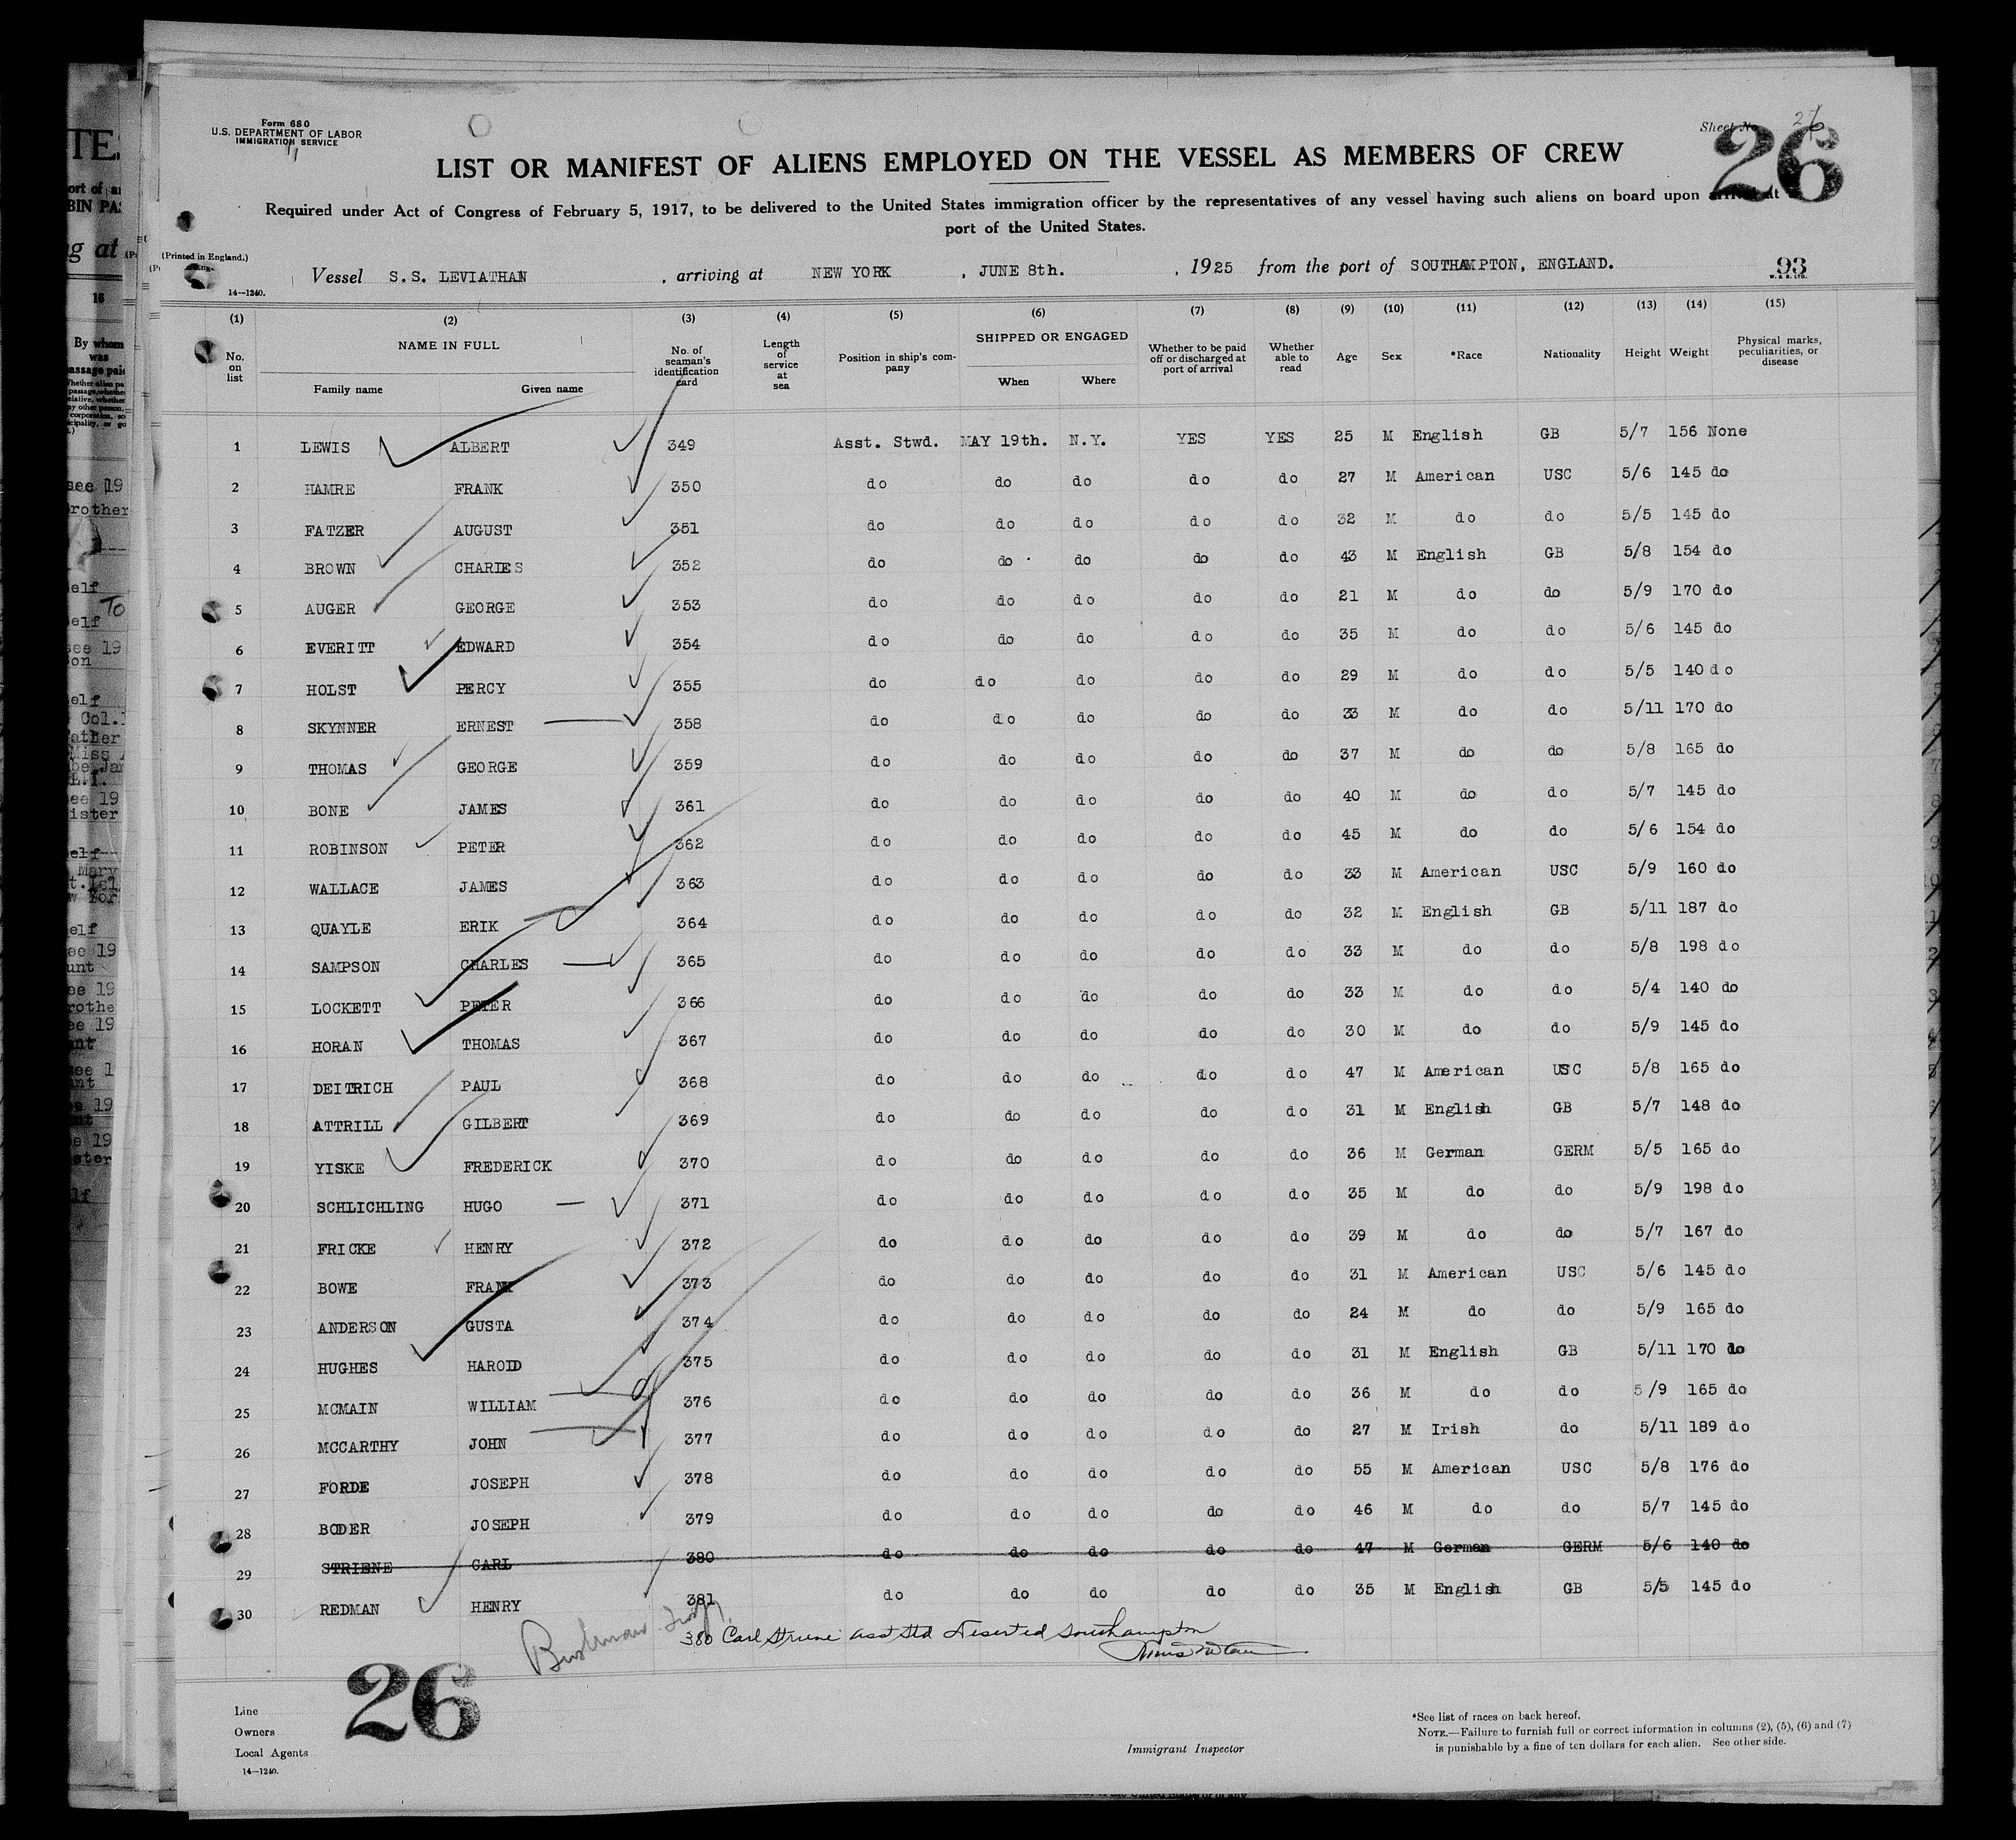 Form 680
U.S. DEPARTMENT OF LABOR
IMMIGRATION SERVICE
Sheet No. 26
26
LIST OR MANIFEST OF ALIENS EMPLOYED ON THE VESSEL AS MEMBERS OF CREW
Required under Act of Congress of February 5, 1917, to be delivered to the United States immigration officer by the representatives of any vessel having such aliens on board upon arrival at
port of the United States.
(Printed in England.)
Vessel S.S. LEVIATHAN, arriving at NEW YORK, JUNE 8th., 1925 from the port of SOUTHAMPTON, ENGLAND. 93
14—1240.
(1) (2) (3) (4) (5) (6) (7) (8) (9) (10) (11) (12) (13) (14) (15)
No. on list NAME IN FULL Family name Given name No. of seaman's identification card Length of service at sea Position in ship's company SHIPPED OR ENGAGED When Where Whether to be paid off or discharged at port of arrival Whether able to read Age Sex *Race Nationality Height Weight Physical marks, peculiarities, or disease
1 LEWIS ALBERT 349 Asst. Stwd. MAY 19th. N.Y. YES YES 25 M English GB 5/7 156 None
2 HAMRE FRANK 350 do do do do do 27 M American USC 5/6 145 do
3 FATZER AUGUST 351 do do do do do 32 M do do 5/5 145 do
4 BROWN CHARLES 352 do do do do do 43 M English GB 5/8 154 do
5 AUGER GEORGE 353 do do do do do 21 M do do 5/9 170 do
6 EVERITT EDWARD 354 do do do do do 35 M do do 5/6 145 do
7 HOLST PERCY 355 do do do do do 29 M do do 5/5 140 do
8 SKYNNER ERNEST 358 do do do do do 33 M do do 5/11 170 do
9 THOMAS GEORGE 359 do do do do do 37 M do do 5/8 165 do
10 BONE JAMES 361 do do do do do 40 M do do 5/7 145 do
11 ROBINSON PETER 362 do do do do do 45 M do do 5/6 154 do
12 WALLACE JAMES 363 do do do do do 33 M American USC 5/9 160 do
13 QUAYLE ERIK 364 do do do do do 32 M English GB 5/11 187 do
14 SAMPSON CHARLES 365 do do do do do 33 M do do 5/8 198 do
15 LOCKETT PETER 366 do do do do do 33 M do do 5/4 140 do
16 HORAN THOMAS 367 do do do do do 30 M do do 5/9 145 do
17 DEITRICH PAUL 368 do do do do do 47 M American USC 5/8 165 do
18 ATTRILL GILBERT 369 do do do do do 31 M English GB 5/7 148 do
19 YISKE FREDERICK 370 do do do do do 36 M German GERM 5/5 165 do
20 SCHLICHLING HUGO 371 do do do do do 35 M do do 5/9 198 do
21 FRICKE HENRY 372 do do do do do 39 M do do 5/7 167 do
22 BOWE FRANK 373 do do do do do 31 M American USC 5/6 145 do
23 ANDERSON GUSTA 374 do do do do do 24 M do do 5/9 165 do
24 HUGHES HAROLD 375 do do do do do 31 M English GB 5/11 170 do
25 MCMAIN WILLIAM 376 do do do do do 36 M do do 5/9 165 do
26 MCCARTHY JOHN 377 do do do do do 27 M Irish do 5/11 189 do
27 FORDE JOSEPH 378 do do do do do 55 M American USC 5/8 176 do
28 BODER JOSEPH 379 do do do do do 46 M do do 5/7 145 do
29 STRIENE CARL 380 do do do do do 47 M German GERM 5/6 140 do
30 REDMAN HENRY 381 do do do do do 35 M English GB 5/5 145 do
380 Carl Striene asst Std Deserted Southampton
26
Line
Owners
Local Agents
14—1240.
Immigrant Inspector
*See list of races on back hereof.
NOTE.—Failure to furnish full or correct information in columns (2), (5), (6) and (7)
is punishable by a fine of ten dollars for each alien. See other side.